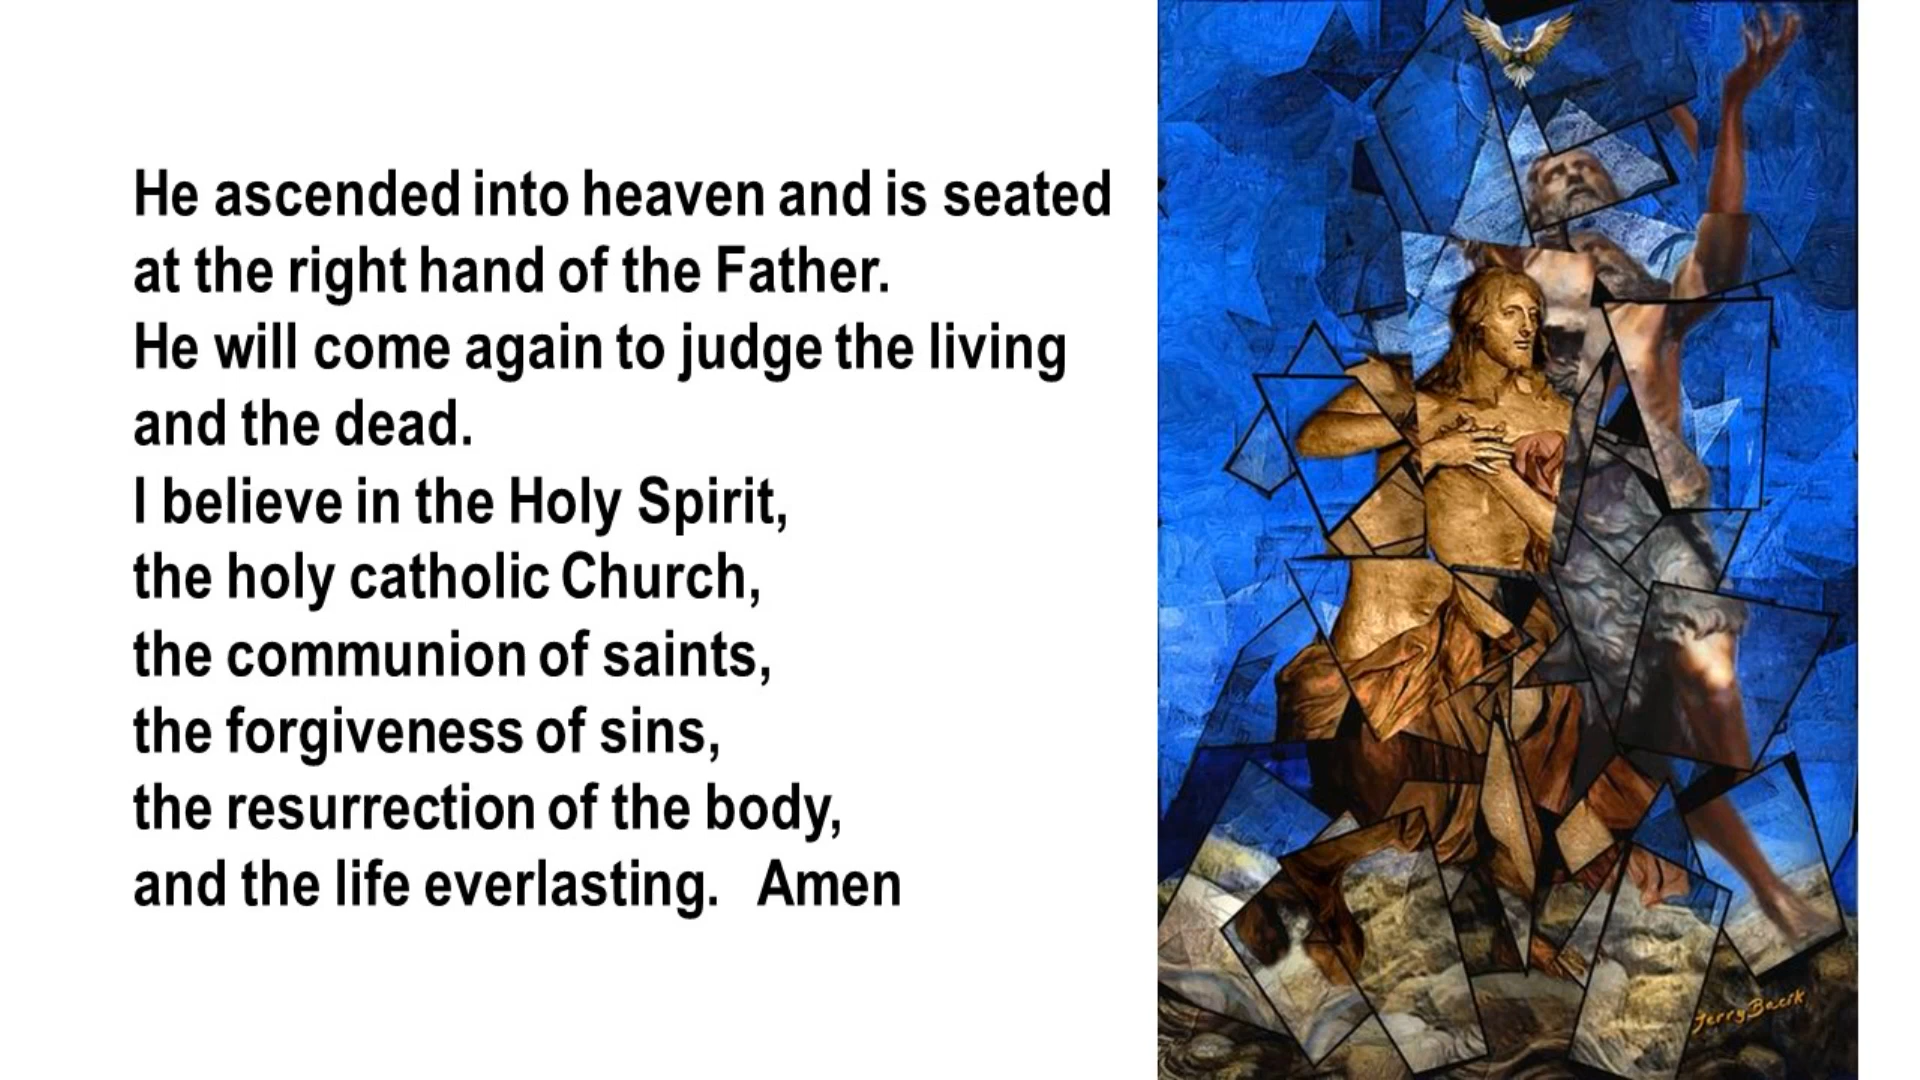 He ascended into heaven and is seated
at the right hand of the Father.
He will come again to judge the living
and the dead.
I believe in the Holy Spirit,
the holy catholic Church,
the communion of saints,
the forgiveness of sins,
the resurrection of the body,
and the life everlasting.   Amen
Jerry Bacik